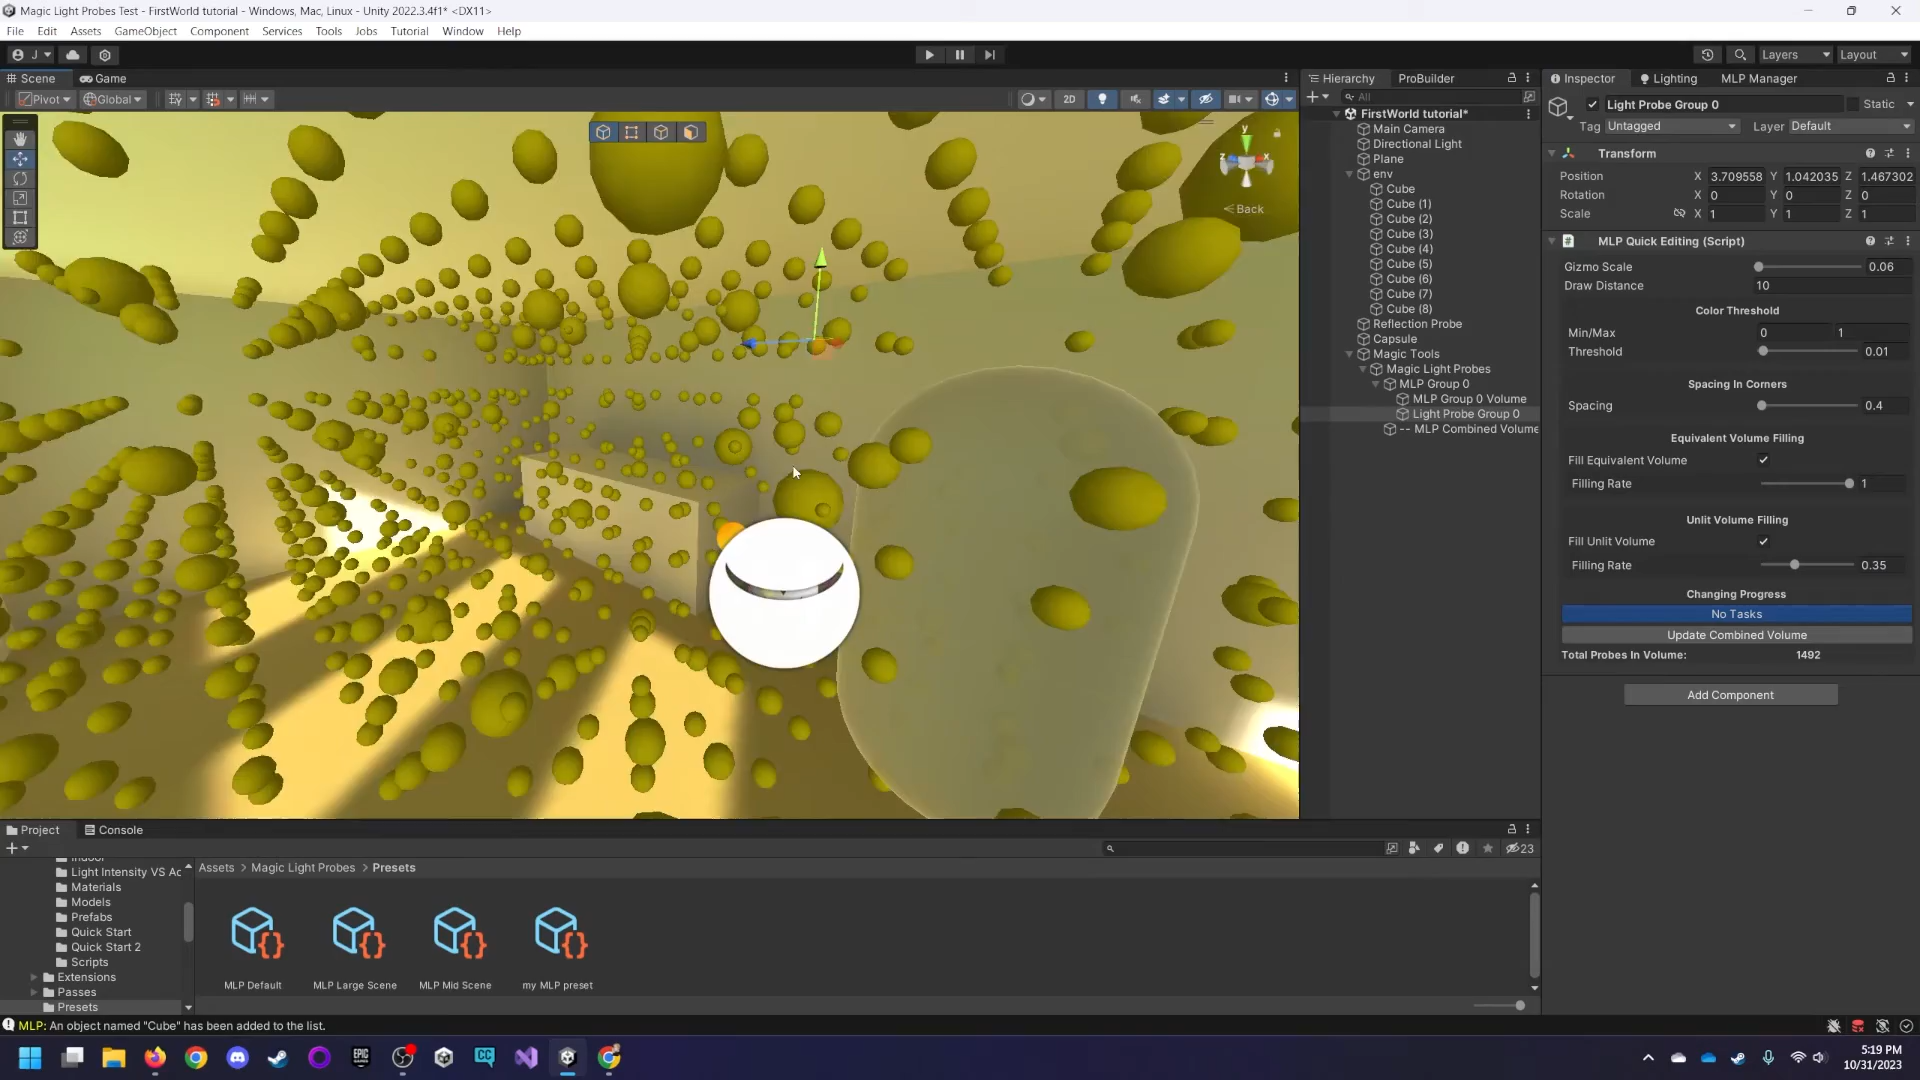 Magic Light Probes Test - FirstWorld tutorial - Windows, Mac, Linux - Unity 2022.3.4f1* <DX11>
File Edit Assets GameObject Component Services Tools Jobs Tutorial Window Help
J Layers Layout
Scene Game
Pivot Global 2D
Back
y
x
z
Hierarchy ProBuilder
All
FirstWorld tutorial*
Main Camera
Directional Light
Plane
env
Cube
Cube (1)
Cube (2)
Cube (3)
Cube (4)
Cube (5)
Cube (6)
Cube (7)
Cube (8)
Reflection Probe
Capsule
Magic Tools
Magic Light Probes
MLP Group 0
MLP Group 0 Volume
Light Probe Group 0
-- MLP Combined Volume
Inspector Lighting MLP Manager
Light Probe Group 0 Static
Tag Untagged Layer Default
Transform
Position X 3.709558 Y 1.042035 Z 1.467302
Rotation X 0 Y 0 Z 0
Scale X 1 Y 1 Z 1
MLP Quick Editing (Script)
Gizmo Scale 0.06
Draw Distance 10
Color Threshold
Min/Max 0 1
Threshold 0.01
Spacing In Corners
Spacing 0.4
Equivalent Volume Filling
Fill Equivalent Volume
Filling Rate 1
Unlit Volume Filling
Fill Unlit Volume
Filling Rate 0.35
Changing Progress
No Tasks
Update Combined Volume
Total Probes In Volume: 1492
Add Component
Project Console
23
Indoor
Light Intensity VS Ac
Materials
Models
Prefabs
Quick Start
Quick Start 2
Scripts
Extensions
Passes
Presets
Assets > Magic Light Probes > Presets
MLP Default MLP Large Scene MLP Mid Scene my MLP preset
MLP: An object named "Cube" has been added to the list.
EPIC GAMES
CC
5:19 PM
10/31/2023